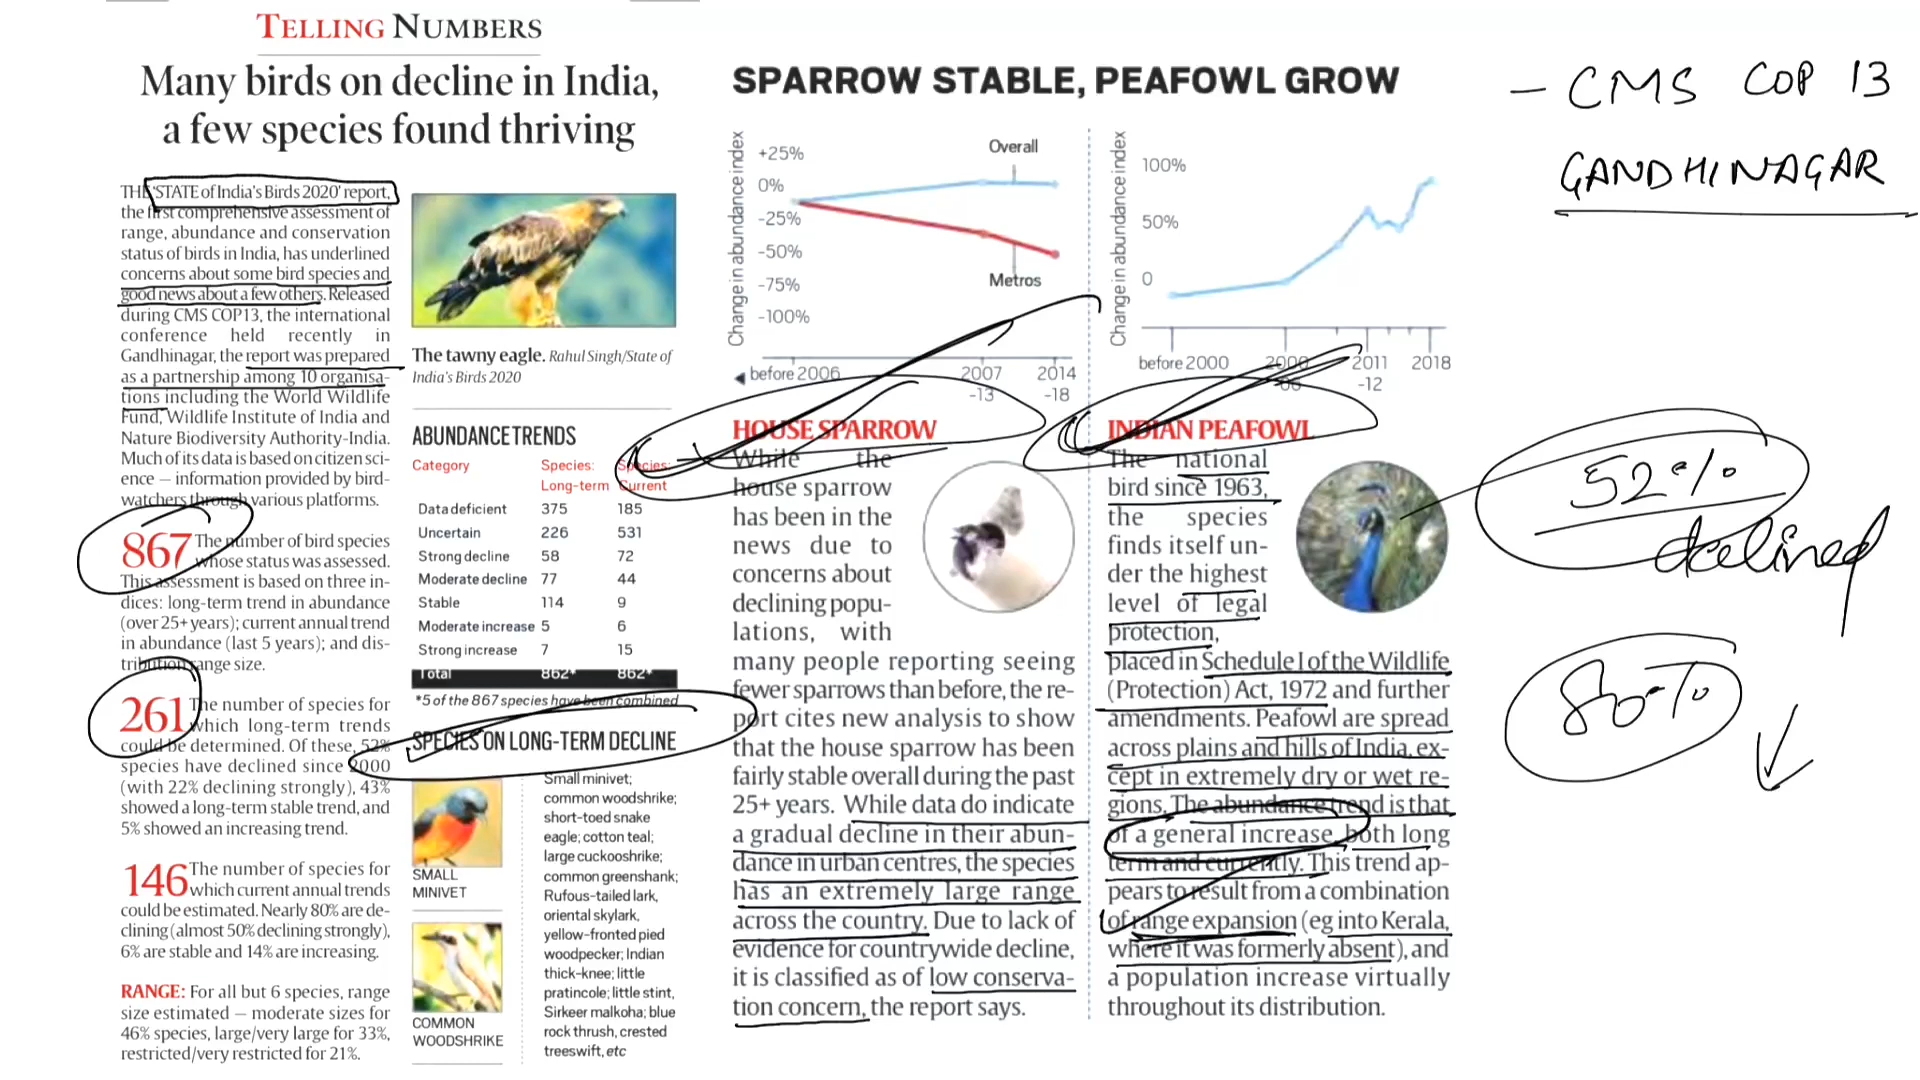 TELLING NUMBERS
Many birds on decline in India,
a few species found thriving
THE 'STATE of India's Birds 2020' report,
the first comprehensive assessment of
range, abundance and conservation
status of birds in India, has underlined
concerns about some bird species and
good news about a few others. Released
during CMS COP13, the international
conference held recently in
Gandhinagar, the report was prepared
as a partnership among 10 organisa-
tions including the World Wildlife
Fund, Wildlife Institute of India and
Nature Biodiversity Authority-India.
Much of its data is based on citizen sci-
ence — information provided by bird-
watchers through various platforms.
867 The number of bird species
whose status was assessed.
This assessment is based on three in-
dices: long-term trend in abundance
(over 25+ years); current annual trend
in abundance (last 5 years); and dis-
tribution range size.
261 The number of species for
which long-term trends
could be determined. Of these, 52%
species have declined since 2000
(with 22% declining strongly), 43%
showed a long-term stable trend, and
5% showed an increasing trend.
146 The number of species for
which current annual trends
could be estimated. Nearly 80% are de-
clining (almost 50% declining strongly),
6% are stable and 14% are increasing.
RANGE: For all but 6 species, range
size estimated — moderate sizes for
46% species, large/very large for 33%,
restricted/very restricted for 21%.
The tawny eagle. Rahul Singh/State of
India's Birds 2020
ABUNDANCE TRENDS
Category Species: Species:
Long-term Current
Data deficient 375 185
Uncertain 226 531
Strong decline 58 72
Moderate decline 77 44
Stable 114 9
Moderate increase 5 6
Strong increase 7 15
Total 862* 862*
*5 of the 867 species have been combined
SPECIES ON LONG-TERM DECLINE
SMALL
MINIVET
COMMON
WOODSHRIKE
Small minivet;
common woodshrike;
short-toed snake
eagle; cotton teal;
large cuckooshrike;
common greenshank;
Rufous-tailed lark,
oriental skylark,
yellow-fronted pied
woodpecker; Indian
thick-knee; little
pratincole; little stint,
Sirkeer malkoha; blue
rock thrush, crested
treeswift, etc
SPARROW STABLE, PEAFOWL GROW
Change in abundance index
+25%
0%
-25%
-50%
-75%
-100%
Overall
Metros
before 2006 2007 2014
-13 -18
HOUSE SPARROW
While the
house sparrow
has been in the
news due to
concerns about
declining popu-
lations, with
many people reporting seeing
fewer sparrows than before, the re-
port cites new analysis to show
that the house sparrow has been
fairly stable overall during the past
25+ years. While data do indicate
a gradual decline in their abun-
dance in urban centres, the species
has an extremely large range
across the country. Due to lack of
evidence for countrywide decline,
it is classified as of low conserva-
tion concern, the report says.
Change in abundance index
100%
50%
0
before 2000 2000 2011 2018
-06 -12
INDIAN PEAFOWL
The national
bird since 1963,
the species
finds itself un-
der the highest
level of legal
protection,
placed in Schedule I of the Wildlife
(Protection) Act, 1972 and further
amendments. Peafowl are spread
across plains and hills of India, ex-
cept in extremely dry or wet re-
gions. The abundance trend is that
of a general increase, both long
term and currently. This trend ap-
pears to result from a combination
of range expansion (eg into Kerala,
where it was formerly absent), and
a population increase virtually
throughout its distribution.
- CMS COP 13
GANDHINAGAR
52%
declined
80%